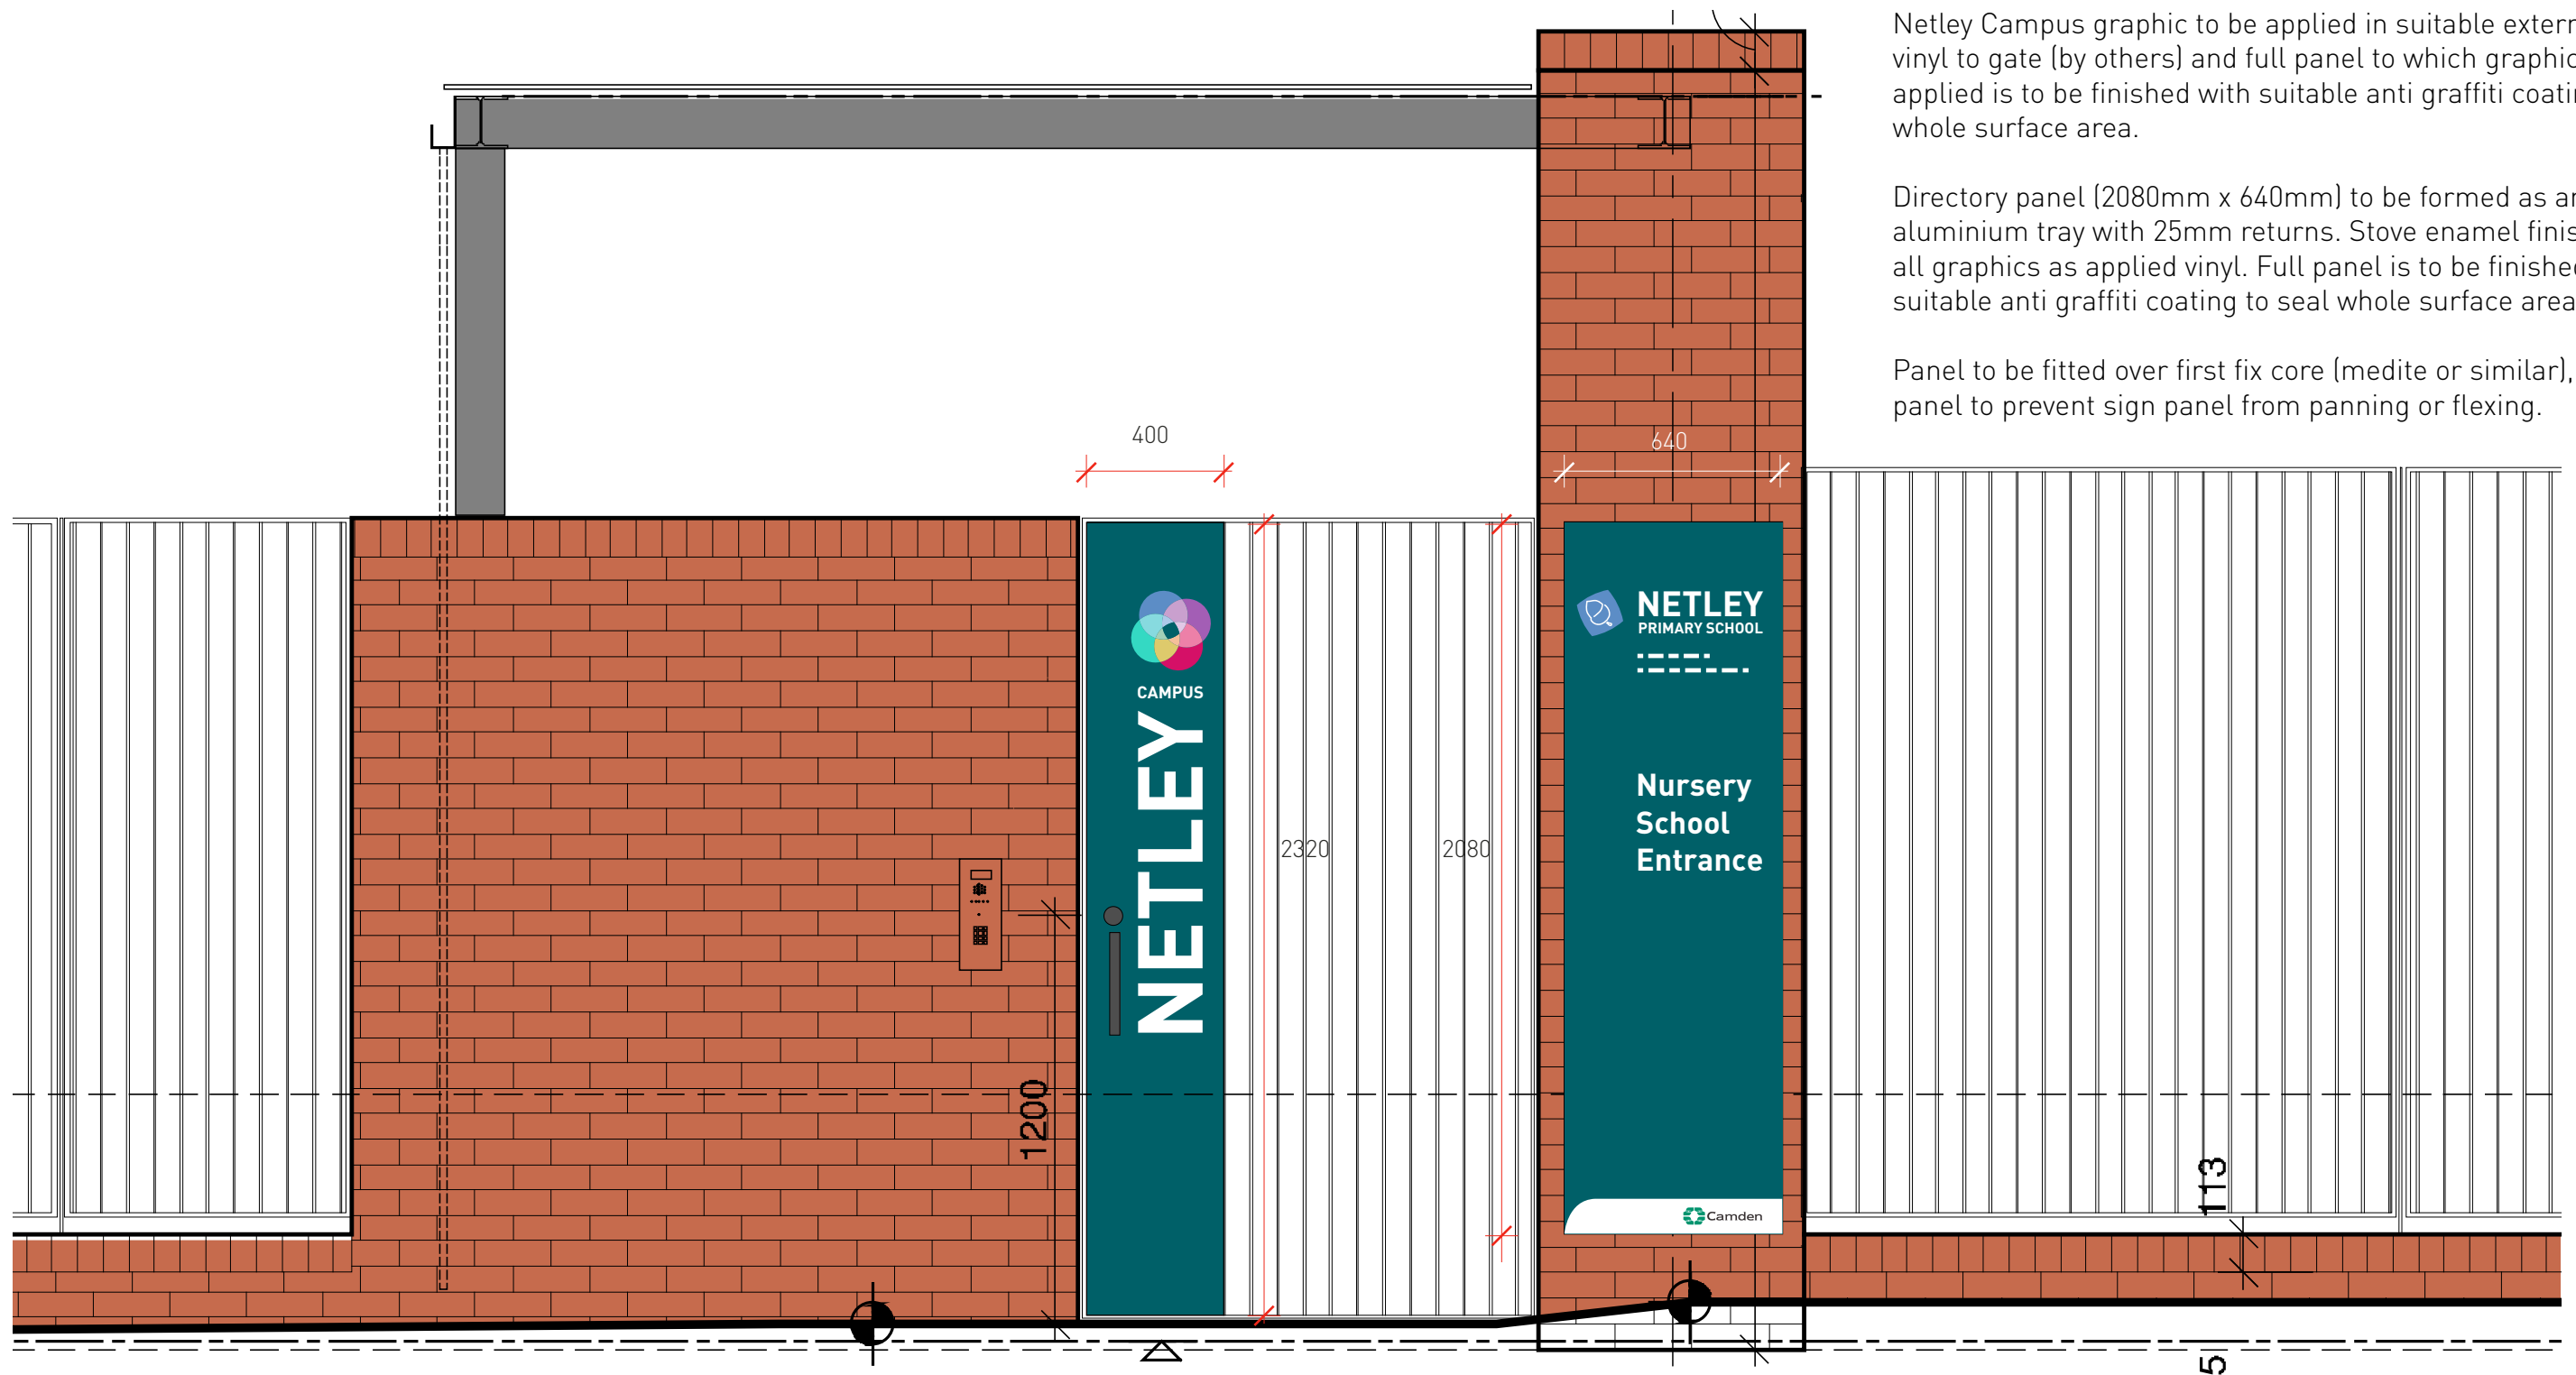 Netley Campus graphic to be applied in suitable extern
vinyl to gate (by others) and full panel to which graphic
applied is to be finished with suitable anti graffiti coatin
whole surface area.
Directory panel (2080mm x 640mm) to be formed as an
aluminium tray with 25mm returns. Stove enamel finis
all graphics as applied vinyl. Full panel is to be finished
suitable anti graffiti coating to seal whole surface area
Panel to be fitted over first fix core (medite or similar),
panel to prevent sign panel from panning or flexing.
400
640
CAMPUS
NETLEY
NETLEY
PRIMARY SCHOOL
Nursery
School
Entrance
2320
2080
1200
Camden
113
5